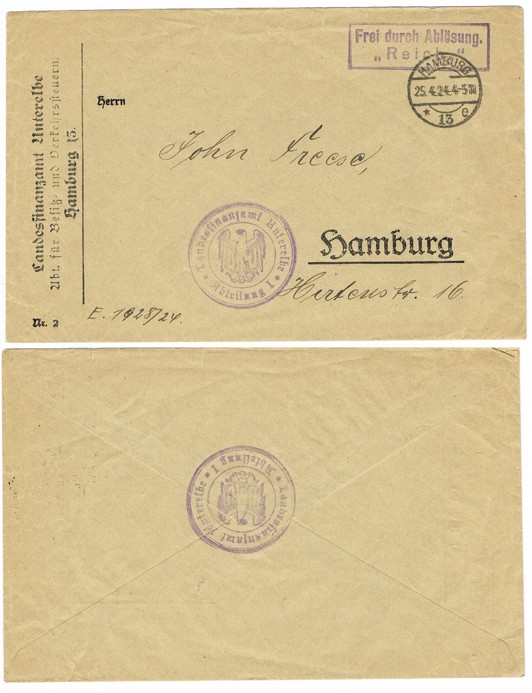 Landesfinanzamt Unterelbe
Abt. für Besitz- und Verkehrssteuern.
Hamburg 13.
Nr. 2
Frei durch Ablösung.
„Reich“
HAMBURG
25.4.24.4-5 N
* 13 e
Herrn
John Freese,
Landesfinanzamt Unterelbe
* Abteilung I *
Hamburg
Hirtenstr. 16.
E. 1928/24.
Landesfinanzamt Unterelbe
* Abteilung I *